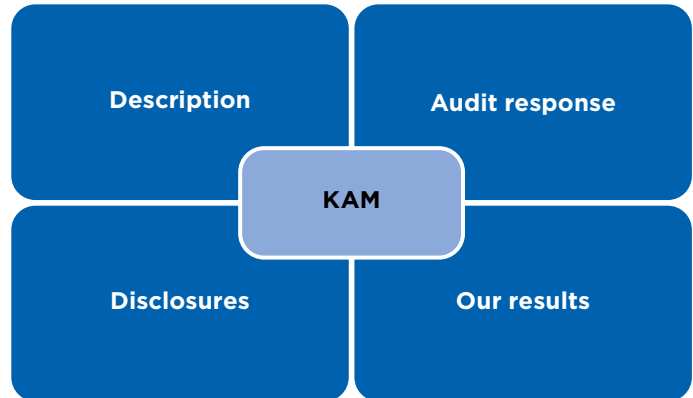 Description
Audit response
KAM
Disclosures
Our results